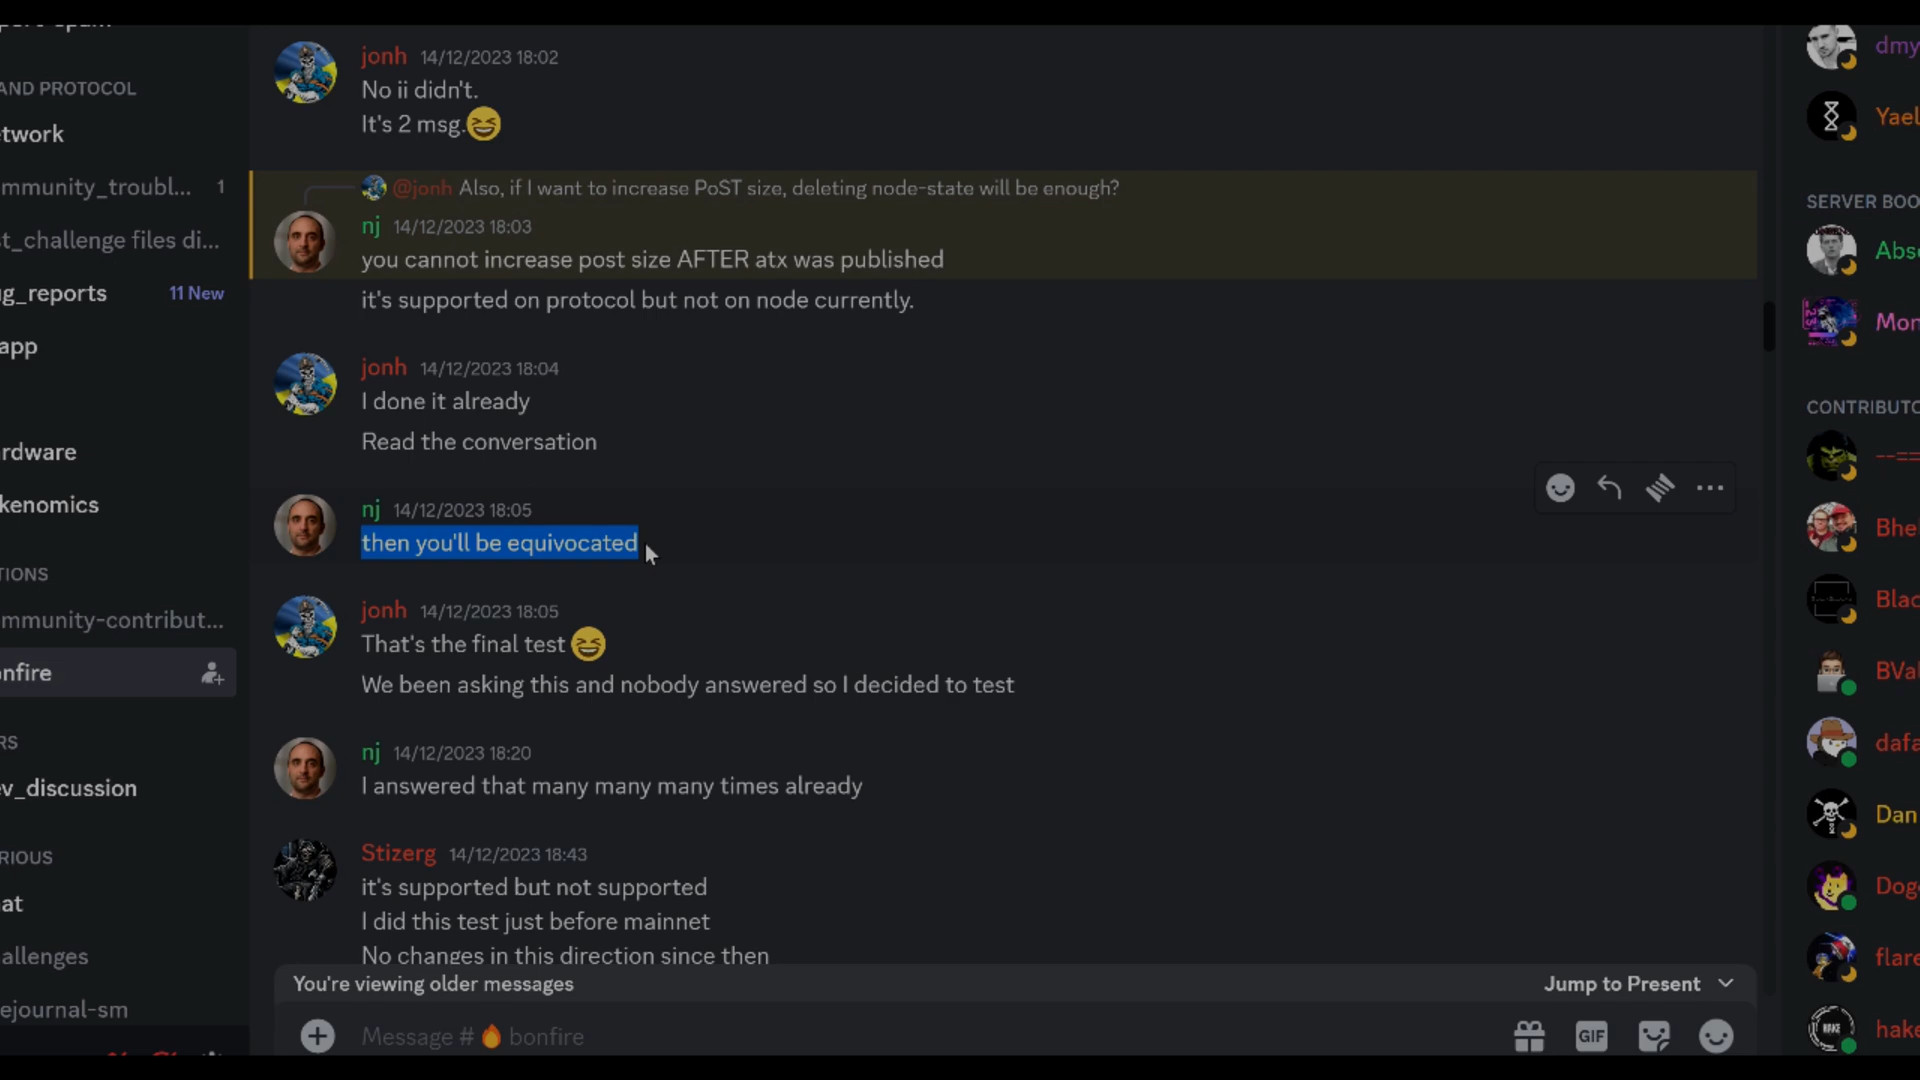 AND PROTOCOL
etwork
mmunity_troubl... 1
st_challenge files di...
ug_reports 11 New
app
ardware
kenomics
TIONS
mmunity-contribut...
onfire
RS
ev_discussion
RIOUS
at
allenges
ejournal-sm
jonh 14/12/2023 18:02
No ii didn't.
It's 2 msg.
@jonh Also, if I want to increase PoST size, deleting node-state will be enough?
nj 14/12/2023 18:03
you cannot increase post size AFTER atx was published
it's supported on protocol but not on node currently.
jonh 14/12/2023 18:04
I done it already
Read the conversation
nj 14/12/2023 18:05
then you'll be equivocated
jonh 14/12/2023 18:05
That's the final test
We been asking this and nobody answered so I decided to test
nj 14/12/2023 18:20
I answered that many many many times already
Stizerg 14/12/2023 18:43
it's supported but not supported
I did this test just before mainnet
No changes in this direction since then
You're viewing older messages Jump to Present
Message # bonfire
GIF
dmy
Yael
SERVER BOO
Abs
Mon
CONTRIBUTO
--==
Bhe
Blac
BVal
dafa
Dan
Dog
flare
hake